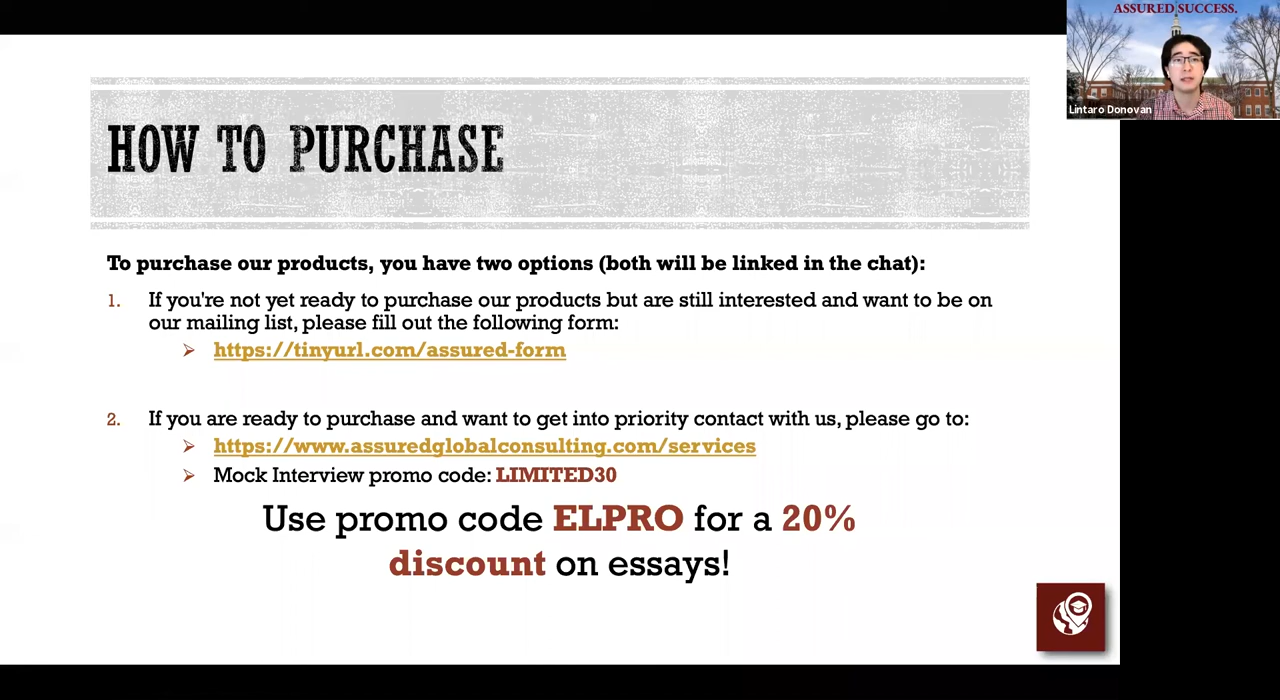 ASSURED SUCCESS.
Lintaro Donovan
HOW TO PURCHASE
To purchase our products, you have two options (both will be linked in the chat):
1. If you're not yet ready to purchase our products but are still interested and want to be on
our mailing list, please fill out the following form:
https://tinyurl.com/assured-form
2. If you are ready to purchase and want to get into priority contact with us, please go to:
https://www.assuredglobalconsulting.com/services
Mock Interview promo code: LIMITED30
Use promo code ELPRO for a 20%
discount on essays!